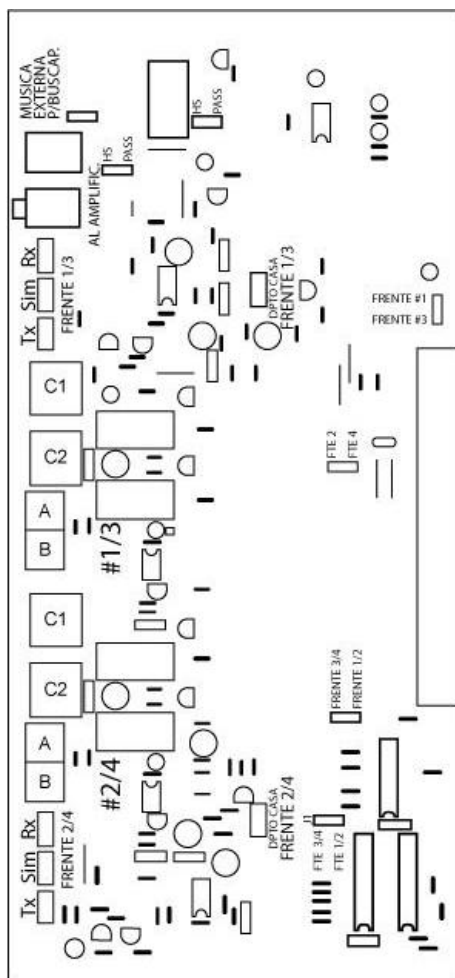 MUSICA
EXTERNA
P/BUSCAP.
HS
PASS
HS
PASS
AL AMPLIFIC.
Rx
Sim
Tx
FRENTE 1/3
DPTO CASA
FRENTE 1/3
FRENTE #1
FRENTE #3
C1
C2
FTE 2
FTE 4
A
B
#1/3
C1
C2
FRENTE 3/4
FRENTE 1/2
A
B
#2/4
Rx
Sim
Tx
FRENTE 2/4
DPTO CASA
FRENTE 2/4
J1
FTE 3/4
FTE 1/2